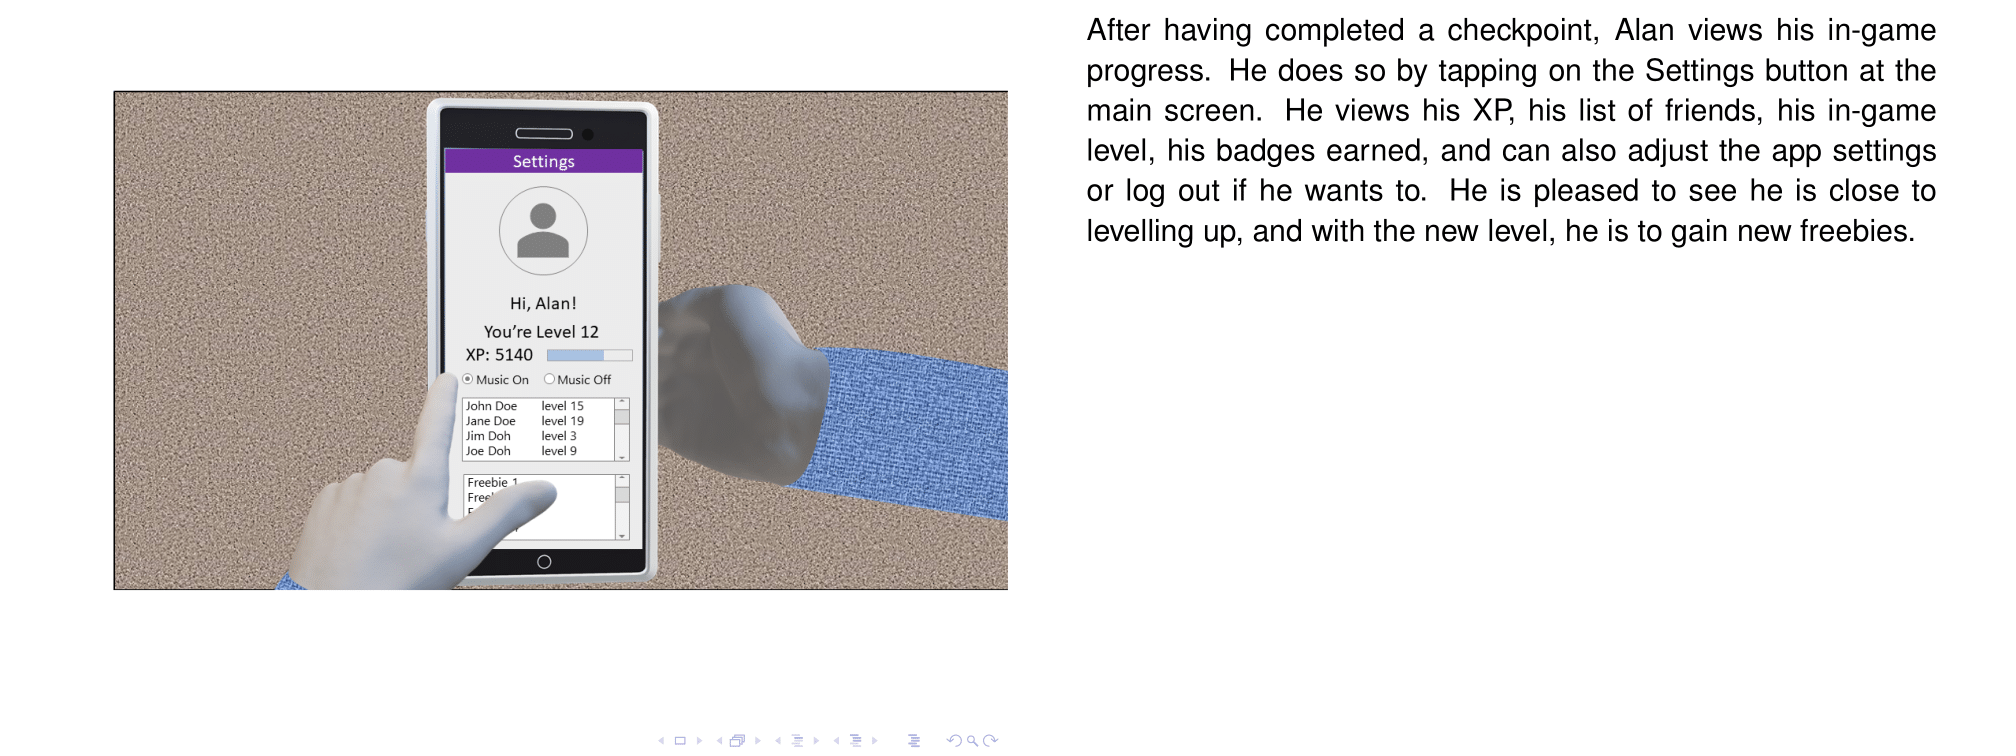 Settings
Hi, Alan!
You're Level 12
XP: 5140
Music On Music Off
John Doe level 15
Jane Doe level 19
Jim Doh level 3
Joe Doh level 9
Freebie 1
After having completed a checkpoint, Alan views his in-game
progress. He does so by tapping on the Settings button at the
main screen. He views his XP, his list of friends, his in-game
level, his badges earned, and can also adjust the app settings
or log out if he wants to. He is pleased to see he is close to
levelling up, and with the new level, he is to gain new freebies.